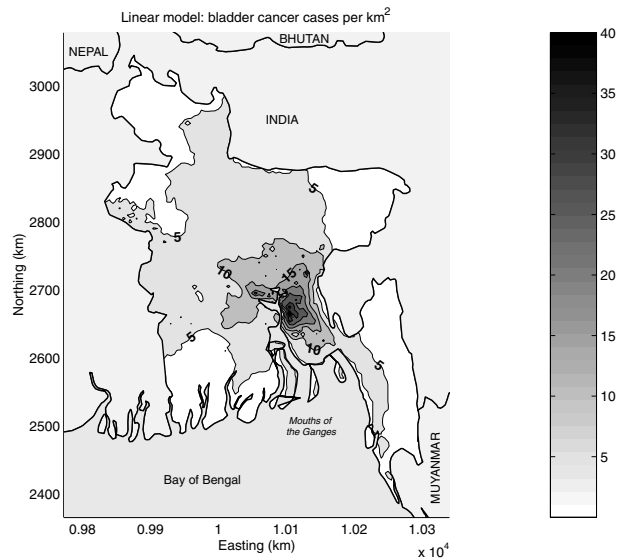 Linear model: bladder cancer cases per km2
NEPAL
BHUTAN
INDIA
3000
2900
2800
2700
2600
2500
2400
Northing (km)
5
5
10
15
5
10
5
Mouths of
the Ganges
Bay of Bengal
MUYANMAR
0.98
0.99
1
1.01
1.02
1.03
Easting (km)
x 10^4
40
35
30
25
20
15
10
5